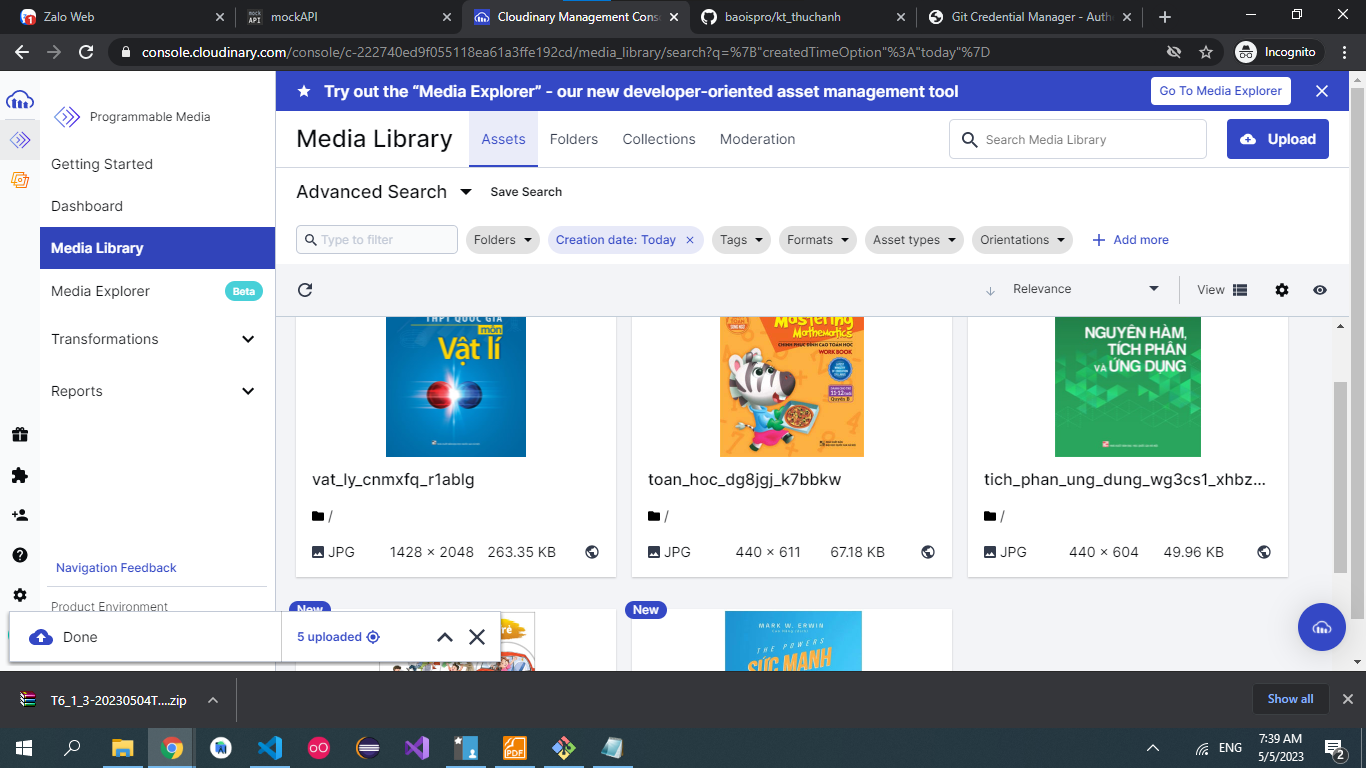 Zalo Web
mock API
mockAPI
Cloudinary Management Cons
baoispro/kt_thuchanh
Git Credential Manager - Authe
console.cloudinary.com/console/c-222740ed9f055118ea61a3ffe192cd/media_library/search?q=%7B"createdTimeOption"%3A"today"%7D
Incognito
Try out the “Media Explorer” - our new developer-oriented asset management tool
Go To Media Explorer
Programmable Media
Getting Started
Dashboard
Media Library
Media Explorer
Beta
Transformations
Reports
Navigation Feedback
Product Environment
Media Library
Assets
Folders
Collections
Moderation
Search Media Library
Upload
Advanced Search
Save Search
Type to filter
Folders
Creation date: Today
Tags
Formats
Asset types
Orientations
Add more
Relevance
View
THPT QUỐC GIA
môn
Vật lí
Mastering
Mathematics
CHINH PHỤC ĐỈNH CAO TOÁN HỌC
WORK BOOK
11-12
Quyển B
NGUYÊN HÀM,
TÍCH PHÂN
VÀ ỨNG DỤNG
vat_ly_cnmxfq_r1ablg
/
JPG
1428 × 2048
263.35 KB
toan_hoc_dg8jgj_k7bbkw
/
JPG
440 × 611
67.18 KB
tich_phan_ung_dung_wg3cs1_xhbz...
/
JPG
440 × 604
49.96 KB
New
New
MARK W. ERWIN
THE POWERS
SỨC MẠNH
Done
5 uploaded
T6_1_3-20230504T....zip
Show all
PDF
ENG
7:39 AM
5/5/2023
2